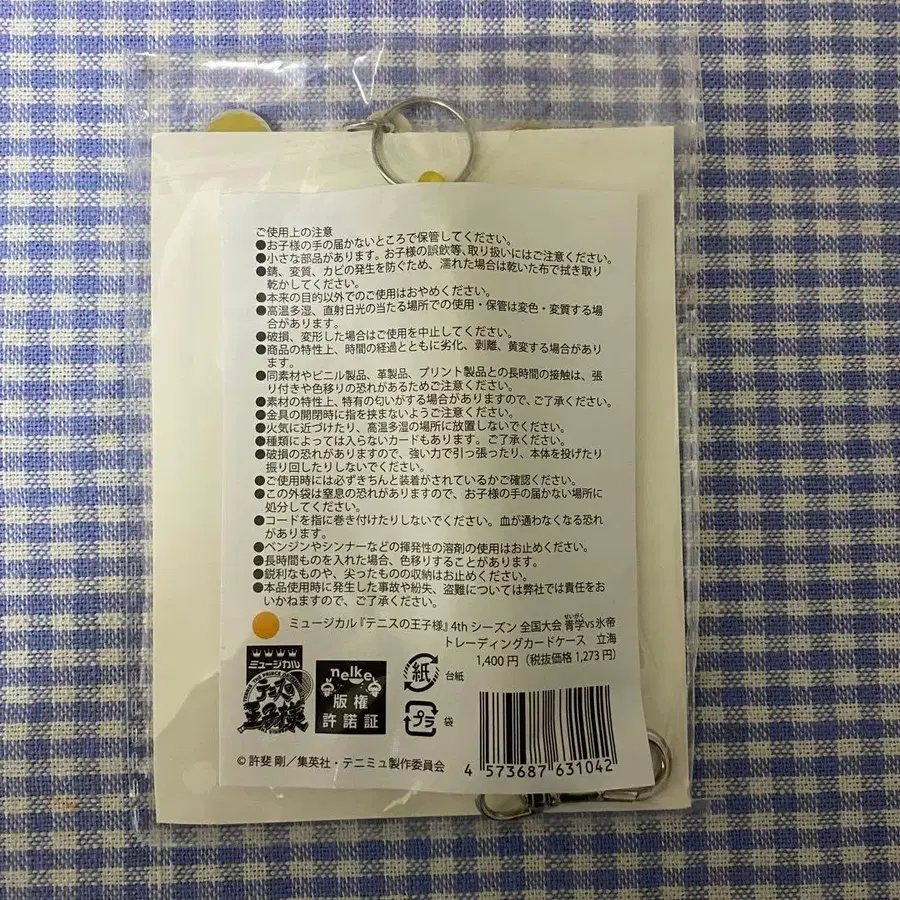 ご使用上の注意
●お子様の手の届かないところで保管してください。
●小さな部品があります。お子様の誤飲等、取り扱いにはご注意ください。
●錆、変質、カビの発生を防ぐため、濡れた場合は乾いた布で拭き取り
乾かしてください。
●本来の目的以外でのご使用はおやめください。
●高温多湿、直射日光の当たる場所での使用・保管は変色・変質する場
合があります。
●破損、変形した場合はご使用を中止してください。
●商品の特性上、時間の経過とともに劣化、剥離、黄変する場合があり
ます。
●同素材やビニル製品、革製品、プリント製品との長時間の接触は、張
り付きや色移りの恐れがあるためご注意ください。
●素材の特性上、特有の匂いがする場合がありますので、ご了承ください。
●金具の開閉時に指を挟まないようご注意ください。
●火気に近づけたり、高温多湿の場所に放置しないでください。
●種類によっては入らないカードもあります。ご了承ください。
●破損の恐れがありますので、強い力で引っ張ったり、本体を投げたり
振り回したりしないでください。
●ご使用時には必ずきちんと装着がされているかご確認ください。
●この外袋は窒息の恐れがありますので、お子様の手の届かない場所に
処分してください。
●コードを指に巻き付けたりしないでください。血が通わなくなる恐れ
があります。
●ベンジンやシンナーなどの揮発性の溶剤の使用はお止めください。
●長時間ものを入れた場合、色移りすることがあります。
●鋭利なものや、尖ったものの収納はお止めください。
●本品使用時に発生した事故や紛失、盗難については弊社では責任をお
いかねますので、ご了承ください。
ミュージカル『テニスの王子様』4thシーズン 全国大会 青学vs氷帝
せいがく
トレーディングカードケース 立海
1,400円（税抜価格 1,273円）
ミュージカル
テニスの
王子様
nelke
版権
許諾証
紙 台紙
プラ 袋
© 許斐 剛／集英社・テニミュ製作委員会
4 573687 631042